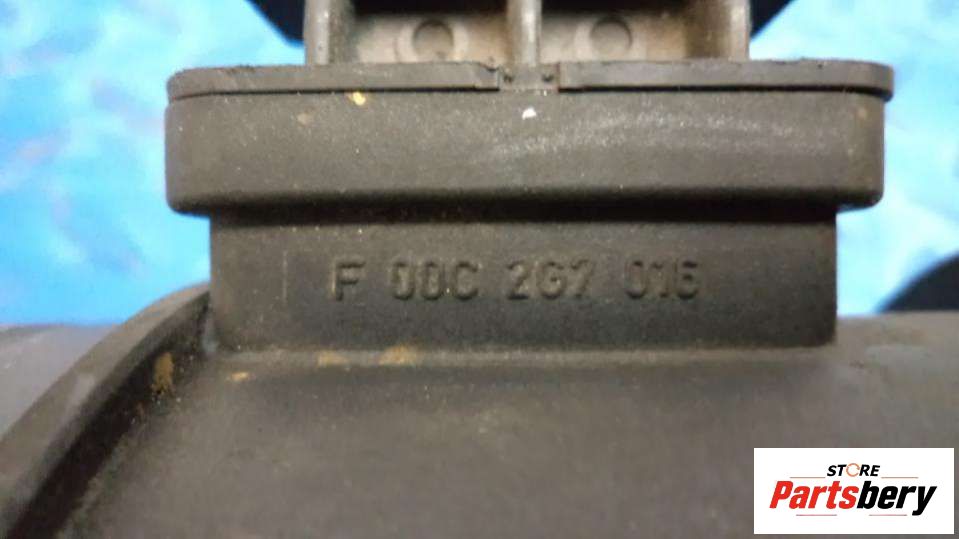 F 00C 2G7 016
STORE
Partsbery